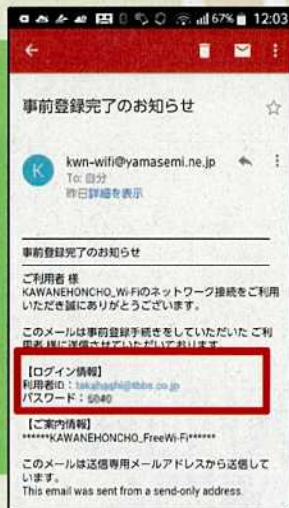 67% 12:03
事前登録完了のお知らせ
K
kwn-wifi@yamasemi.ne.jp
To: 自分
昨日 詳細を表示
事前登録完了のお知らせ
ご利用者 様
KAWANEHONCHO_Wi-Fiのネットワーク接続をご利用
いただき誠にありがとうございます。
このメールは事前登録手続きをしていただいた ご利
用者 様に送信させていただいております。
【ログイン情報】
利用者ID：takahashi@tbbs.co.jp
パスワード：5040
【ご案内情報】
******KAWANEHONCHO_FreeWi-Fi******
このメールは送信専用メールアドレスから送信して
います。
This email was sent from a send-only address.